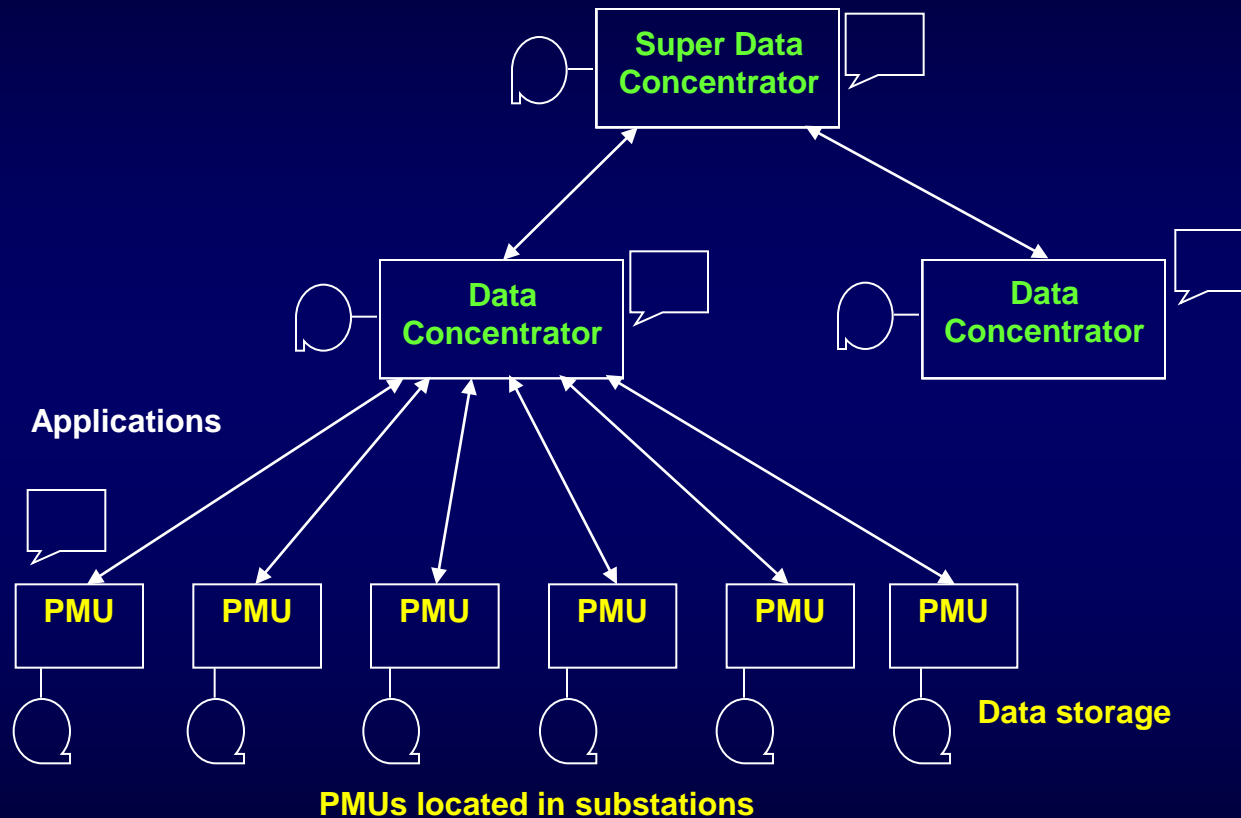 Super Data
Concentrator
Data
Concentrator
Data
Concentrator
Applications
PMU
PMU
PMU
PMU
PMU
PMU
Data storage
PMUs located in substations